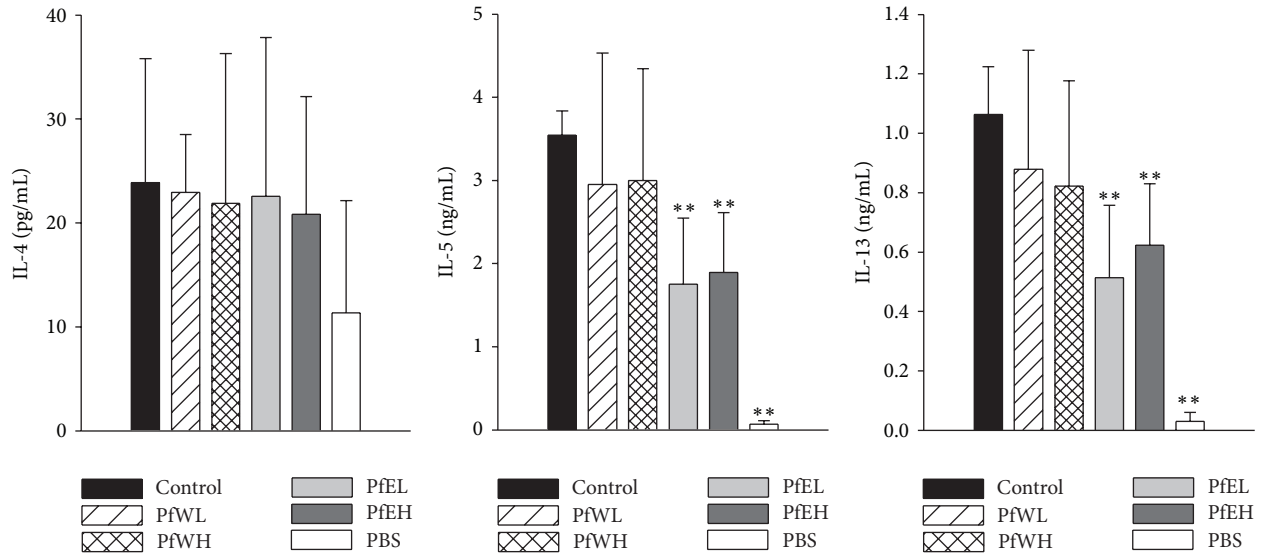 IL-4 (pg/mL)
40
30
20
10
0
Control
PfWL
PfWH
PfEL
PfEH
PBS
IL-5 (ng/mL)
5
4
3
2
1
0
**
**
**
Control
PfWL
PfWH
PfEL
PfEH
PBS
IL-13 (ng/mL)
1.4
1.2
1.0
0.8
0.6
0.4
0.2
0.0
**
**
**
Control
PfWL
PfWH
PfEL
PfEH
PBS